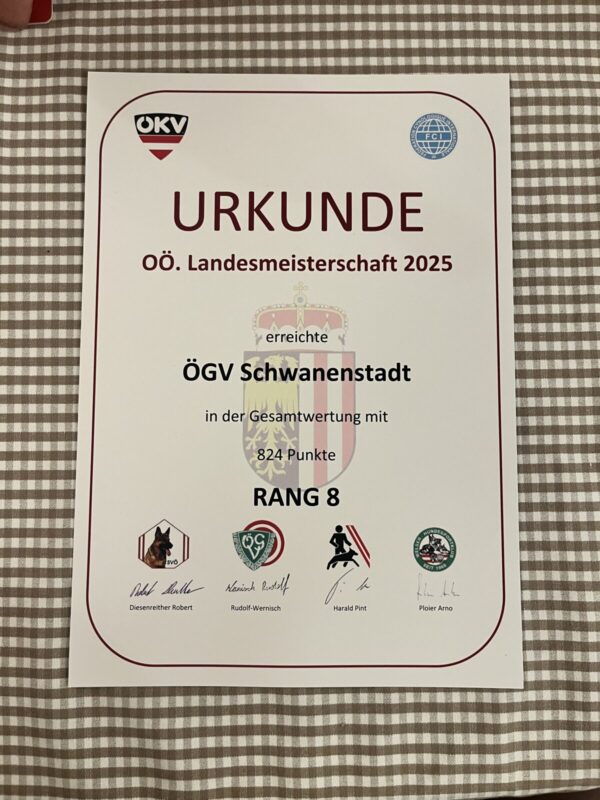 ÖKV
FCI
URKUNDE
OÖ. Landesmeisterschaft 2025
erreichte
ÖGV Schwanenstadt
in der Gesamtwertung mit
824 Punkte
RANG 8
SVÖ
ÖGV
Diesenreither Robert
Rudolf-Wernisch
Harald Pint
Ploier Arno